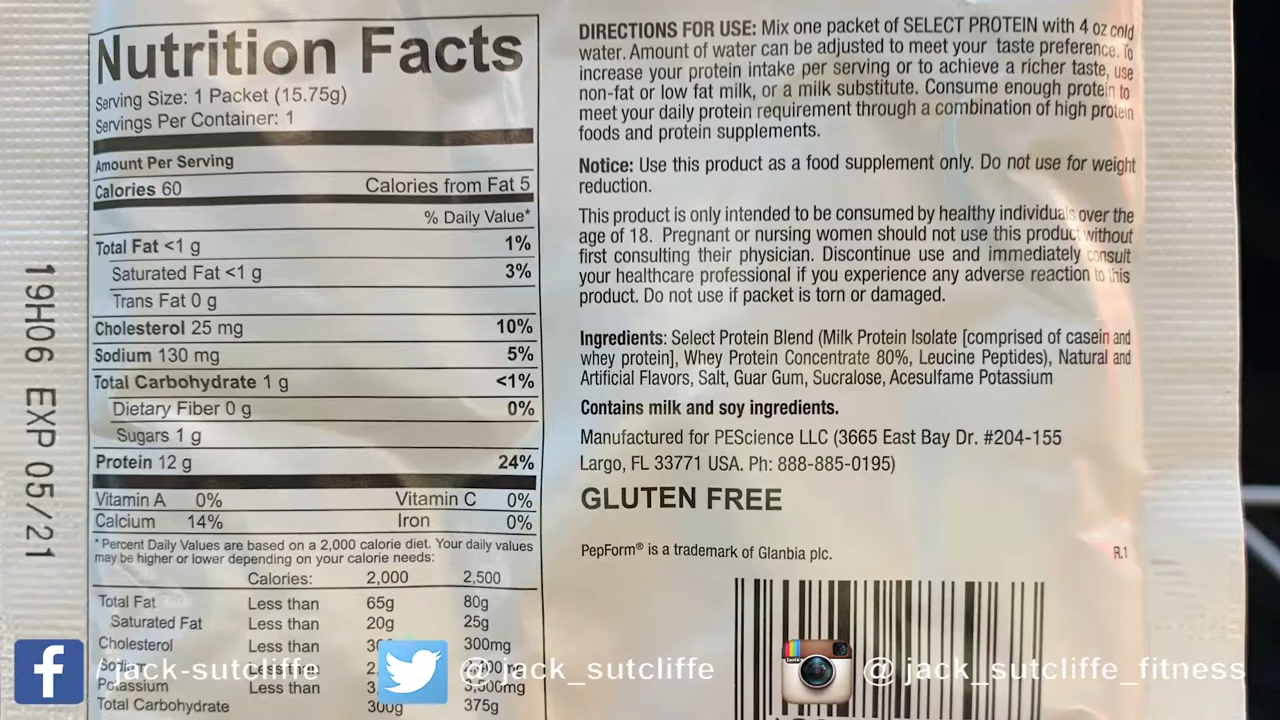 Nutrition Facts
Serving Size: 1 Packet (15.75g)
Servings Per Container: 1
Amount Per Serving
Calories 60 Calories from Fat 5
% Daily Value*
Total Fat <1 g 1%
Saturated Fat <1 g 3%
Trans Fat 0 g
Cholesterol 25 mg 10%
Sodium 130 mg 5%
Total Carbohydrate 1 g <1%
Dietary Fiber 0 g 0%
Sugars 1 g
Protein 12 g 24%
Vitamin A 0% Vitamin C 0%
Calcium 14% Iron 0%
* Percent Daily Values are based on a 2,000 calorie diet. Your daily values
may be higher or lower depending on your calorie needs:
Calories: 2,000 2,500
Total Fat Less than 65g 80g
Saturated Fat Less than 20g 25g
Cholesterol Less than 300mg
Sodium Less than
Potassium Less than 3,500mg
Total Carbohydrate 300g 375g
19H06 EXP 05/21
DIRECTIONS FOR USE: Mix one packet of SELECT PROTEIN with 4 oz cold
water. Amount of water can be adjusted to meet your taste preference. To
increase your protein intake per serving or to achieve a richer taste, use
non-fat or low fat milk, or a milk substitute. Consume enough protein to
meet your daily protein requirement through a combination of high protein
foods and protein supplements.
Notice: Use this product as a food supplement only. Do not use for weight
reduction.
This product is only intended to be consumed by healthy individuals over the
age of 18. Pregnant or nursing women should not use this product without
first consulting their physician. Discontinue use and immediately consult
your healthcare professional if you experience any adverse reaction to this
product. Do not use if packet is torn or damaged.
Ingredients: Select Protein Blend (Milk Protein Isolate [comprised of casein and
whey protein], Whey Protein Concentrate 80%, Leucine Peptides), Natural and
Artificial Flavors, Salt, Guar Gum, Sucralose, Acesulfame Potassium
Contains milk and soy ingredients.
Manufactured for PEScience LLC (3665 East Bay Dr. #204-155
Largo, FL 33771 USA. Ph: 888-885-0195)
GLUTEN FREE
PepForm® is a trademark of Glanbia plc. R.1
/jack-sutcliffe @jack_sutcliffe @jack_sutcliffe_fitness